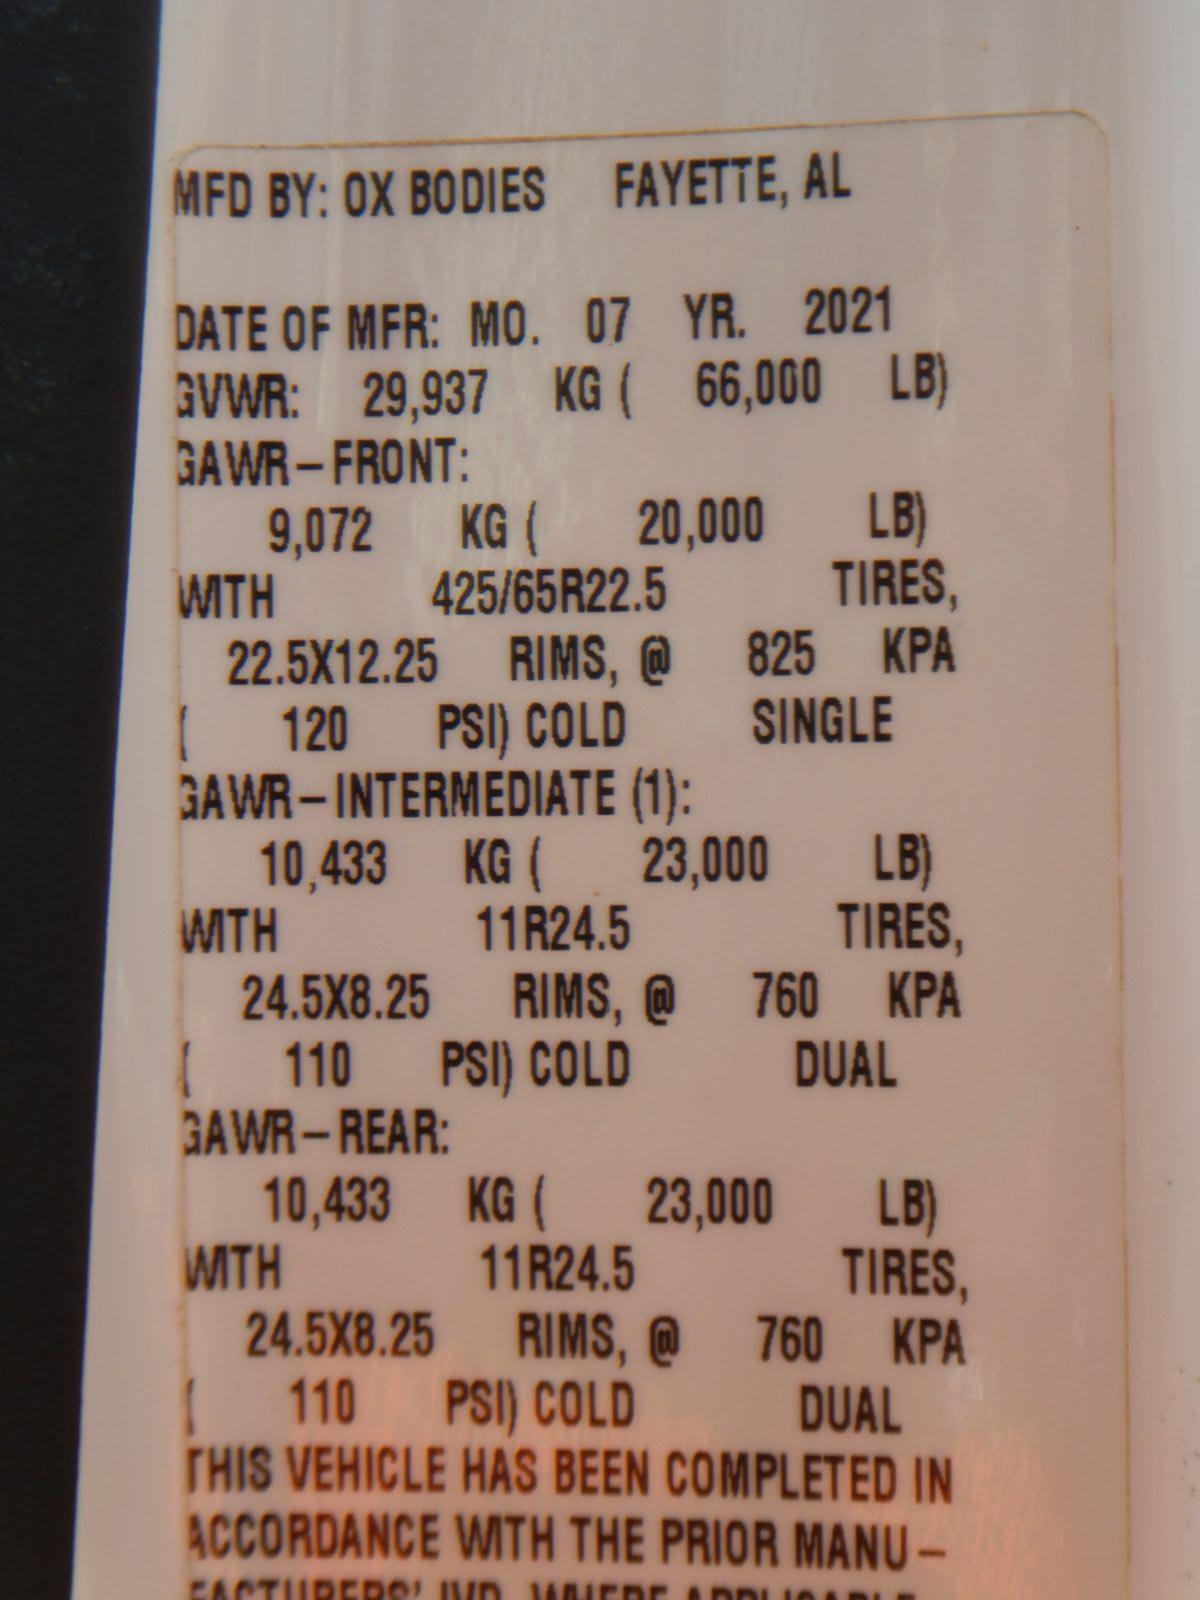 MFD BY: OX BODIES FAYETTE, AL
DATE OF MFR: MO. 07 YR. 2021
GVWR: 29,937 KG ( 66,000 LB)
GAWR-FRONT:
9,072 KG ( 20,000 LB)
WITH 425/65R22.5 TIRES,
22.5X12.25 RIMS, @ 825 KPA
( 120 PSI) COLD SINGLE
GAWR-INTERMEDIATE (1):
10,433 KG ( 23,000 LB)
WITH 11R24.5 TIRES,
24.5X8.25 RIMS, @ 760 KPA
( 110 PSI) COLD DUAL
GAWR-REAR:
10,433 KG ( 23,000 LB)
WITH 11R24.5 TIRES,
24.5X8.25 RIMS, @ 760 KPA
( 110 PSI) COLD DUAL
THIS VEHICLE HAS BEEN COMPLETED IN
ACCORDANCE WITH THE PRIOR MANU-
FACTURERS' IVD, WHERE APPLICABLE